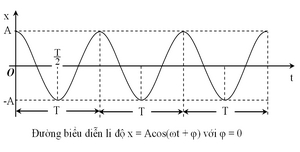 x
A
T
2
O
t
-A
T
T
T
Đường biểu diễn li độ x = Acos(ωt + φ) với φ = 0